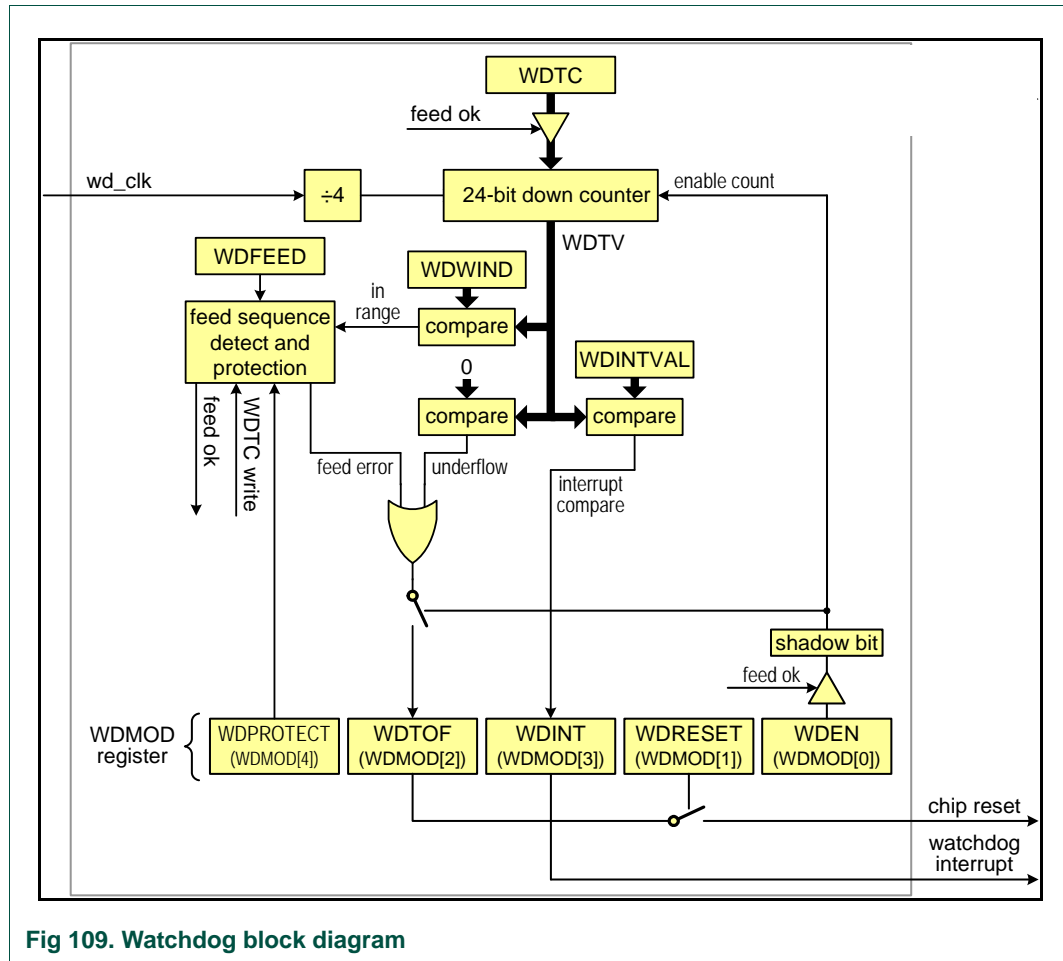 WDTC
feed ok
wd_clk
÷4
24-bit down counter
enable count
WDTV
WDFEED
WDWIND
in
range
feed sequence
detect and
protection
compare
WDINTVAL
0
compare
compare
feed ok
WDTC write
feed error
underflow
interrupt
compare
shadow bit
feed ok
WDMOD
register
WDPROTECT
(WDMOD[4])
WDTOF
(WDMOD[2])
WDINT
(WDMOD[3])
WDRESET
(WDMOD[1])
WDEN
(WDMOD[0])
chip reset
watchdog
interrupt
Fig 109. Watchdog block diagram